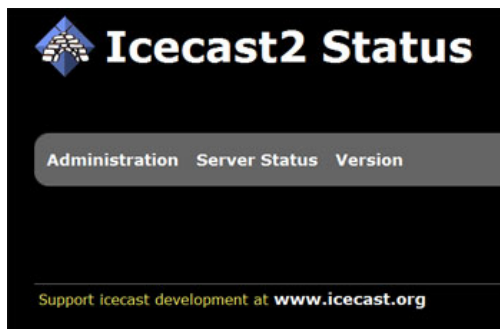 Icecast2 Status
Administration Server Status Version
Support icecast development at www.icecast.org